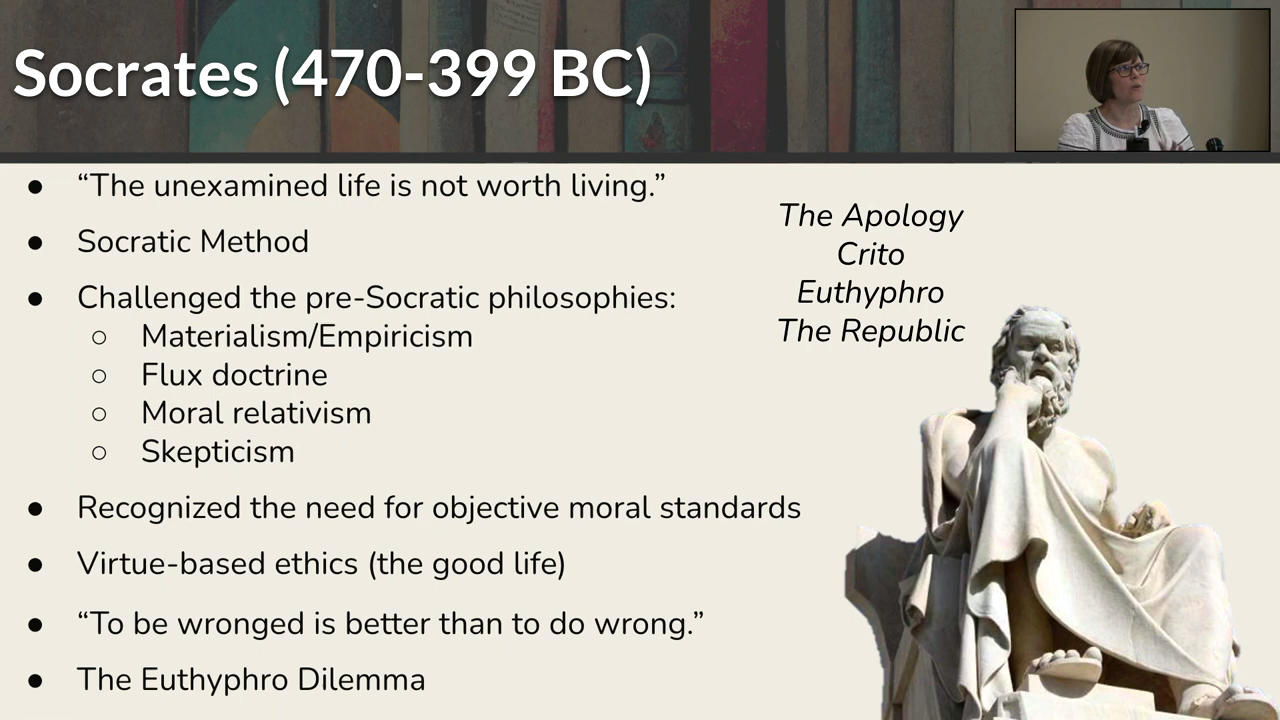 Socrates (470-399 BC)
● “The unexamined life is not worth living.”
● Socratic Method
● Challenged the pre-Socratic philosophies:
○ Materialism/Empiricism
○ Flux doctrine
○ Moral relativism
○ Skepticism
● Recognized the need for objective moral standards
● Virtue-based ethics (the good life)
● “To be wronged is better than to do wrong.”
● The Euthyphro Dilemma
The Apology
Crito
Euthyphro
The Republic